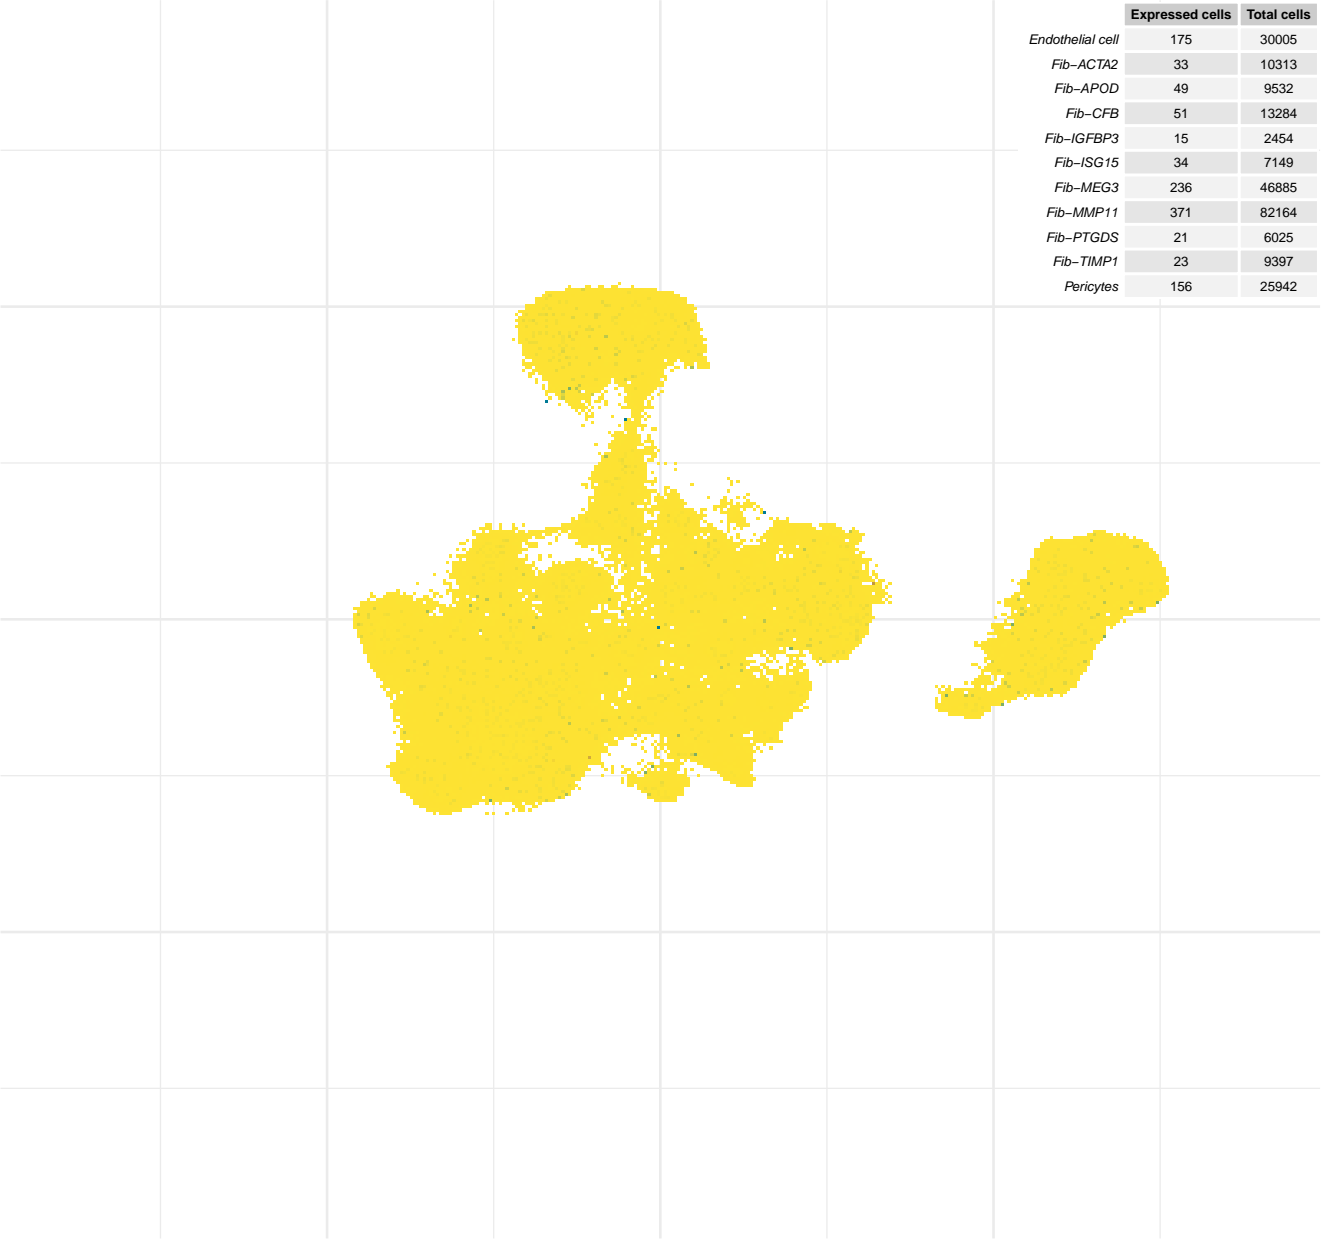 Expressed cells Total cells
Endothelial cell 175 30005
Fib−ACTA2 33 10313
Fib−APOD 49 9532
Fib−CFB 51 13284
Fib−IGFBP3 15 2454
Fib−ISG15 34 7149
Fib−MEG3 236 46885
Fib−MMP11 371 82164
Fib−PTGDS 21 6025
Fib−TIMP1 23 9397
Pericytes 156 25942